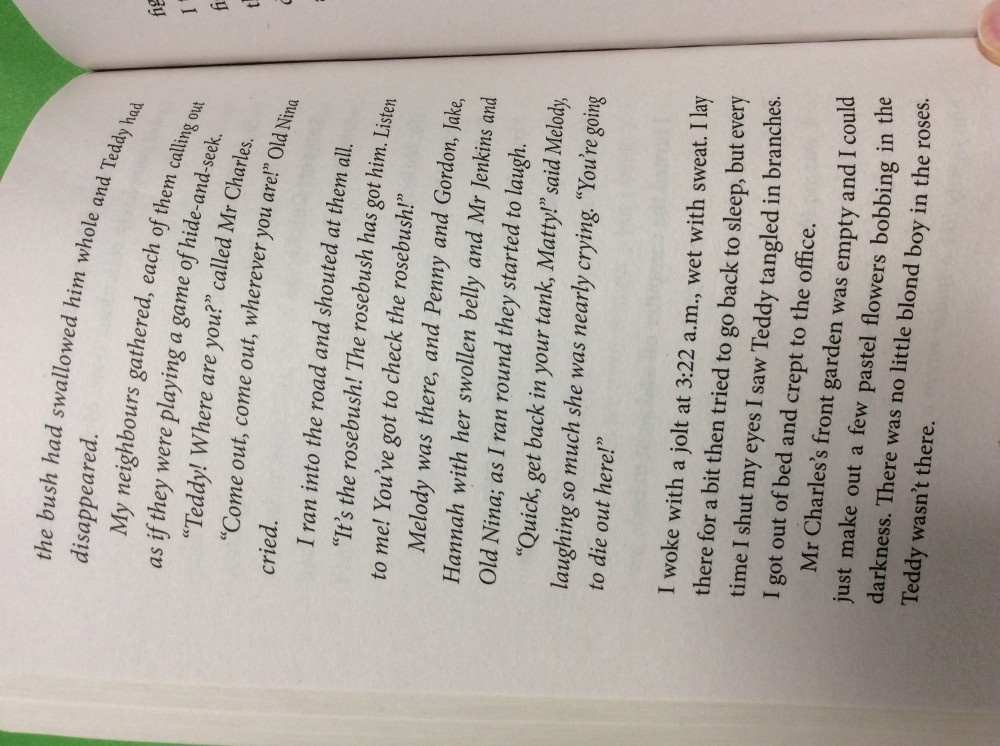 the bush had swallowed him whole and Teddy had
disappeared.
My neighbours gathered, each of them calling out
as if they were playing a game of hide-and-seek.
“Teddy! Where are you?” called Mr Charles.
“Come out, come out, wherever you are!” Old Nina
cried.
I ran into the road and shouted at them all.
“It’s the rosebush! The rosebush has got him. Listen
to me! You’ve got to check the rosebush!”
Melody was there, and Penny and Gordon, Jake,
Hannah with her swollen belly and Mr Jenkins and
Old Nina; as I ran round they started to laugh.
“Quick, get back in your tank, Matty!” said Melody,
laughing so much she was nearly crying. “You’re going
to die out here!”
I woke with a jolt at 3:22 a.m., wet with sweat. I lay
there for a bit then tried to go back to sleep, but every
time I shut my eyes I saw Teddy tangled in branches.
I got out of bed and crept to the office.
Mr Charles’s front garden was empty and I could
just make out a few pastel flowers bobbing in the
darkness. There was no little blond boy in the roses.
Teddy wasn’t there.